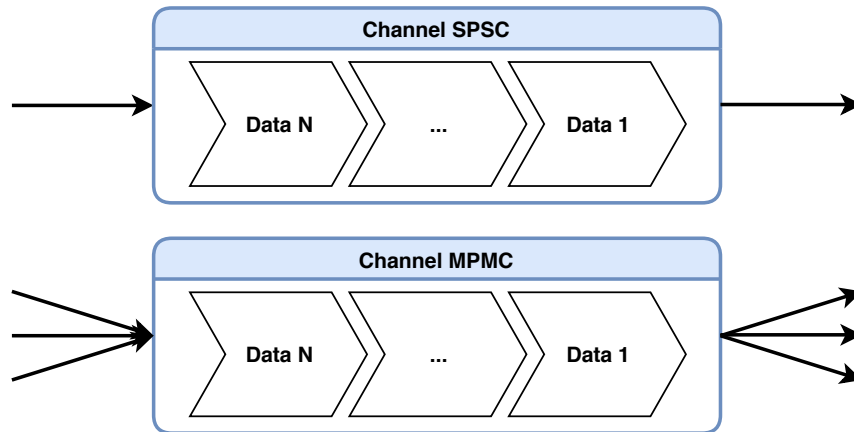 Channel SPSC
Data N ... Data 1
Channel MPMC
Data N ... Data 1